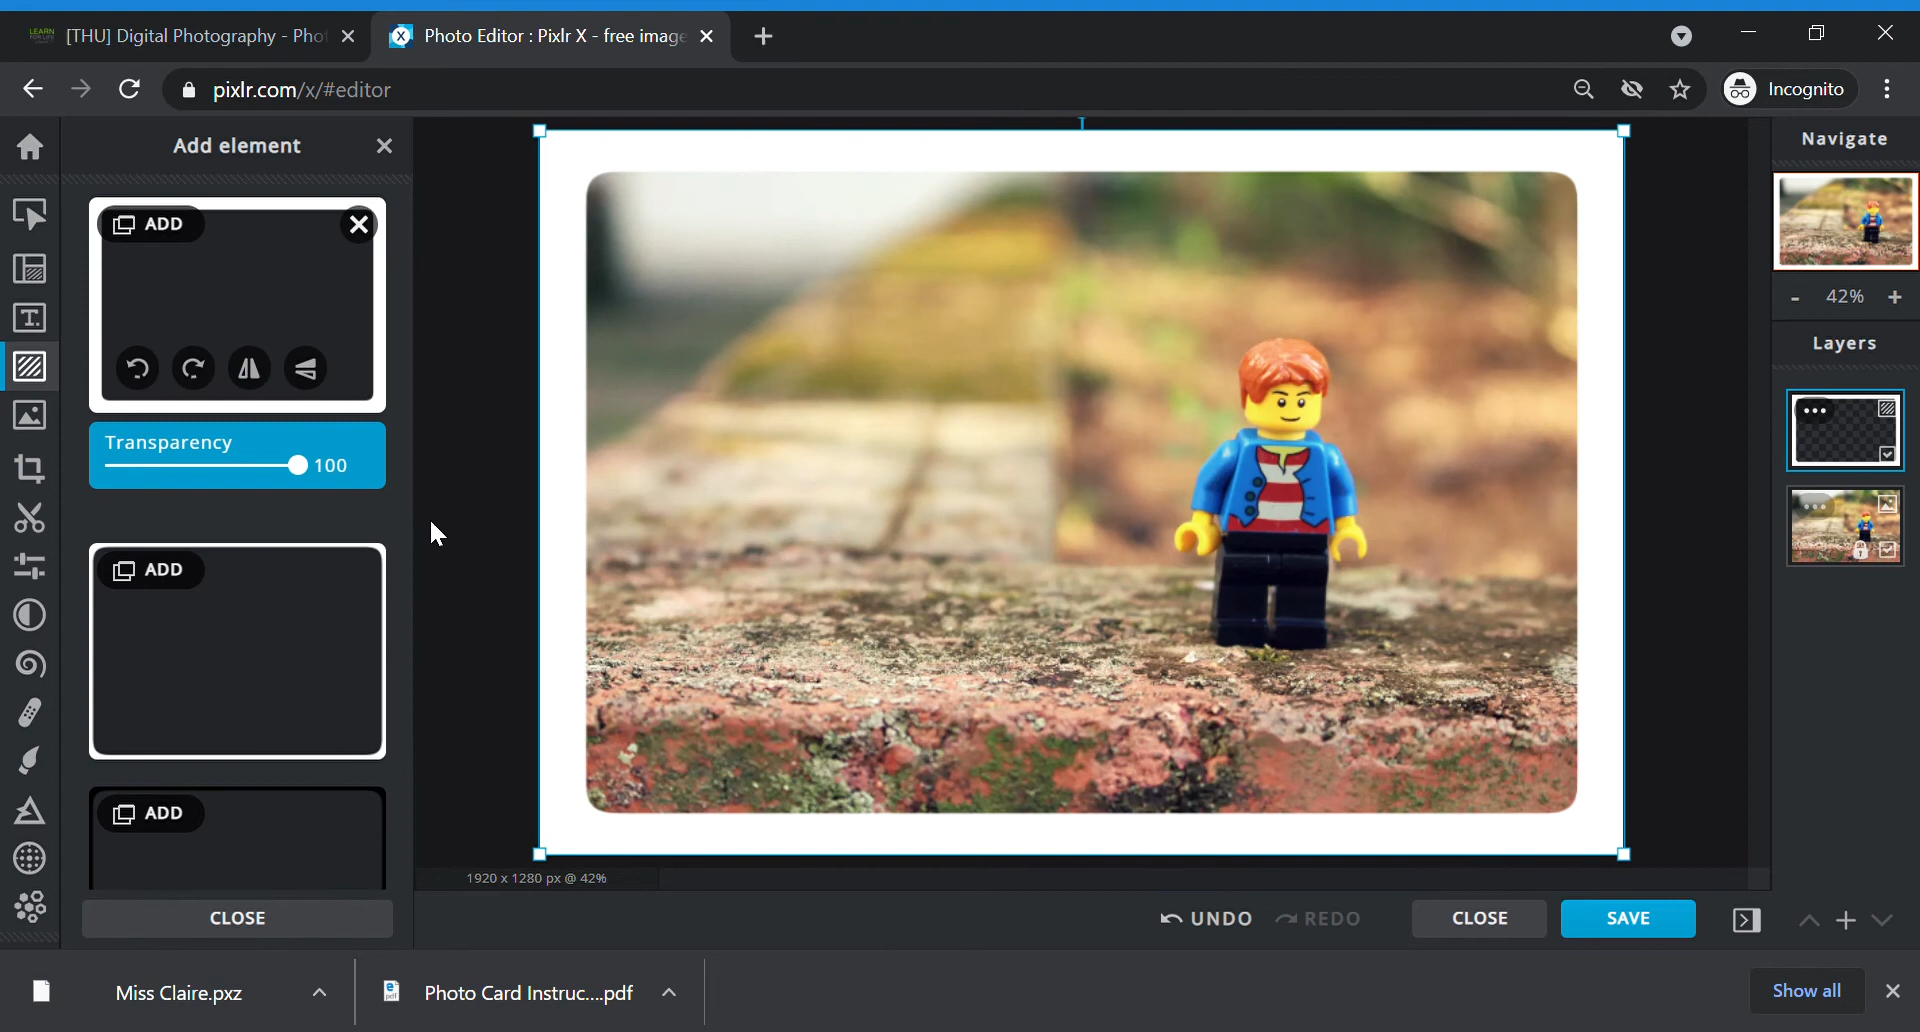 LEARN
[THU] Digital Photography - Pho
Photo Editor : Pixlr X - free image
pixlr.com/x/#editor
Incognito
Add element
Navigate
ADD
42%
Layers
Transparency
100
ADD
ADD
1920 x 1280 px @ 42%
CLOSE
UNDO
REDO
CLOSE
SAVE
Miss Claire.pxz
Photo Card Instruc....pdf
Show all